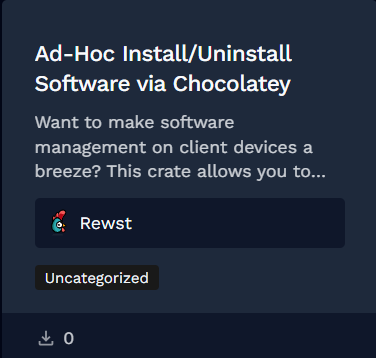 Ad-Hoc Install/Uninstall
Software via Chocolatey
Want to make software
management on client devices a
breeze? This crate allows you to...
Rewst
Uncategorized
0